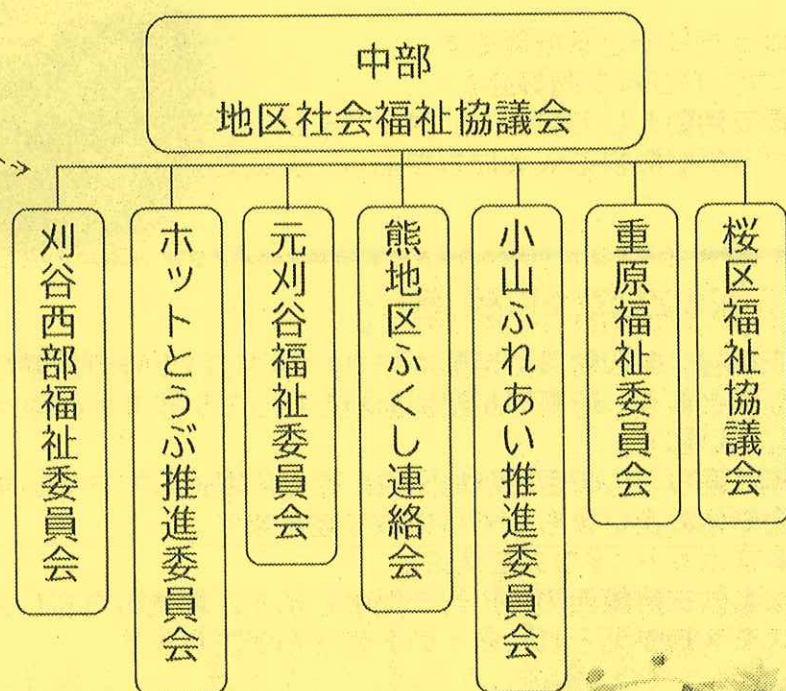 中部
地区社会福祉協議会
刈谷西部福祉委員会
ホットとうぶ推進委員会
元刈谷福祉委員会
熊地区ふくし連絡会
小山ふれあい推進委員会
重原福祉委員会
桜区福祉協議会